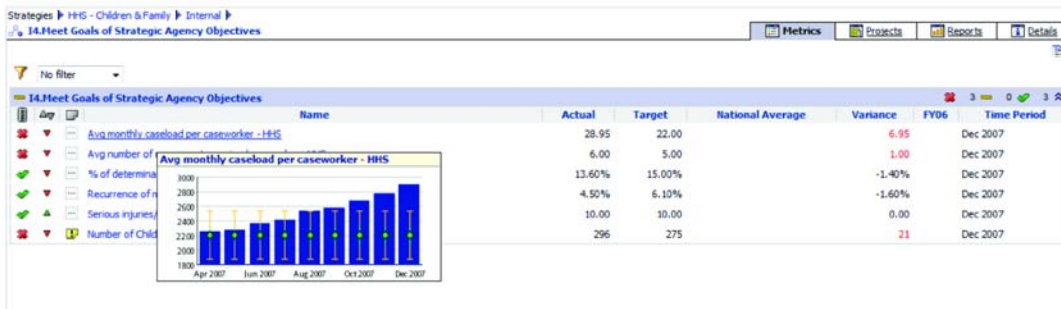 Strategies HHS - Children & Family Internal
I4.Meet Goals of Strategic Agency Objectives Metrics Projects Reports Details
No filter
I4.Meet Goals of Strategic Agency Objectives 3 0 3
Name Actual Target National Average Variance FY06 Time Period
Avg monthly caseload per caseworker - HHS 28.95 22.00 6.95 Dec 2007
Avg number of 6.00 5.00 1.00 Dec 2007
% of determina 13.60% 15.00% -1.40% Dec 2007
Recurrence of 4.50% 6.10% -1.60% Dec 2007
Serious injuries/ 10.00 10.00 0.00 Dec 2007
Number of Child 296 275 21 Dec 2007
Avg monthly caseload per caseworker - HHS
3000
2800
2600
2400
2200
2000
1800
Apr 2007 Jun 2007 Aug 2007 Oct 2007 Dec 2007